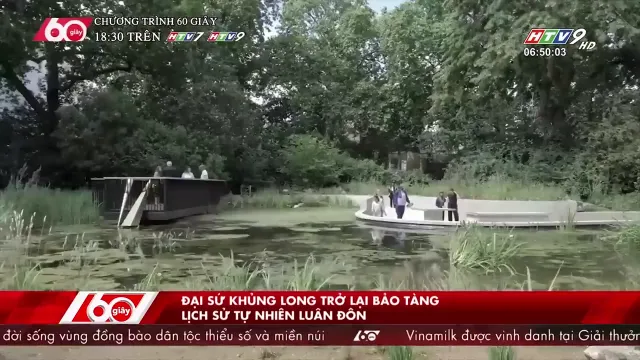 60 giây
CHƯƠNG TRÌNH 60 GIÂY
18:30 TRÊN HTV7 HTV9
HTV9 HD
06:50:03
60 giây
ĐẠI SỨ KHỦNG LONG TRỞ LẠI BẢO TÀNG
LỊCH SỬ TỰ NHIÊN LUÂN ĐÔN
đời sống vùng đồng bào dân tộc thiểu số và miền núi 60 Vinamilk được vinh danh tại Giải thưở